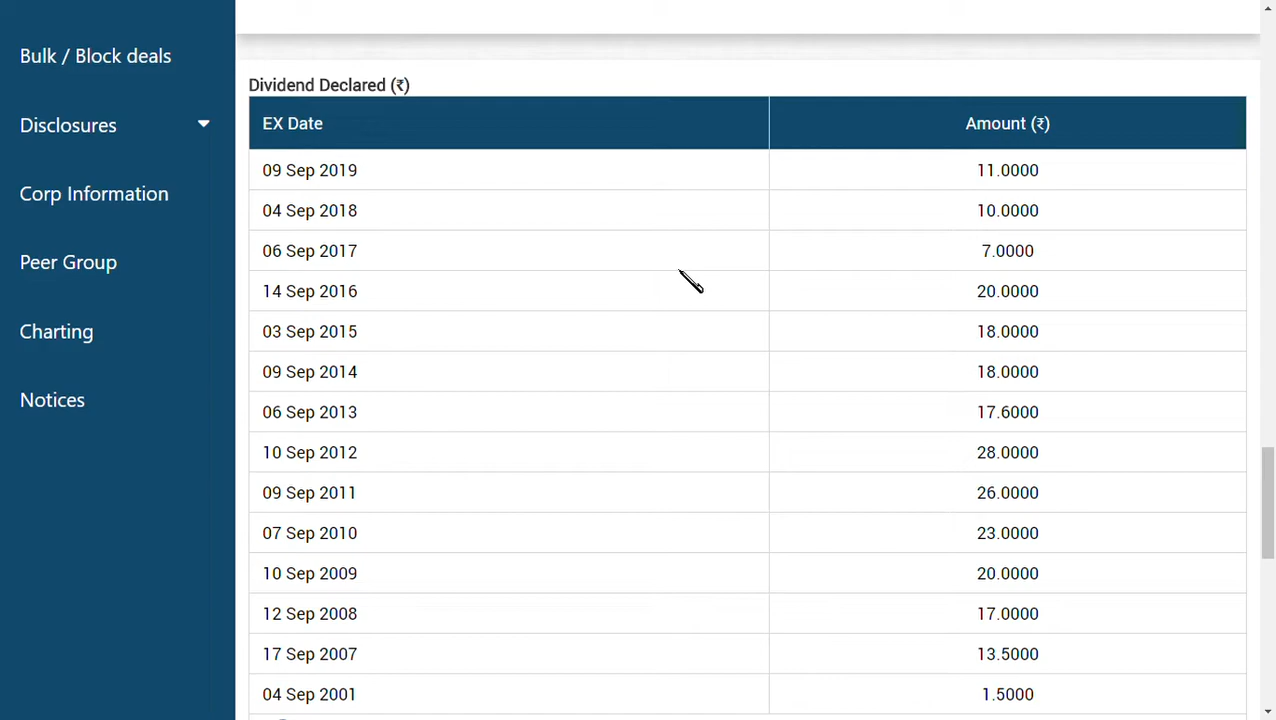 Bulk / Block deals
Disclosures
Corp Information
Peer Group
Charting
Notices
Dividend Declared (₹)
EX Date Amount (₹)
09 Sep 2019 11.0000
04 Sep 2018 10.0000
06 Sep 2017 7.0000
14 Sep 2016 20.0000
03 Sep 2015 18.0000
09 Sep 2014 18.0000
06 Sep 2013 17.6000
10 Sep 2012 28.0000
09 Sep 2011 26.0000
07 Sep 2010 23.0000
10 Sep 2009 20.0000
12 Sep 2008 17.0000
17 Sep 2007 13.5000
04 Sep 2001 1.5000